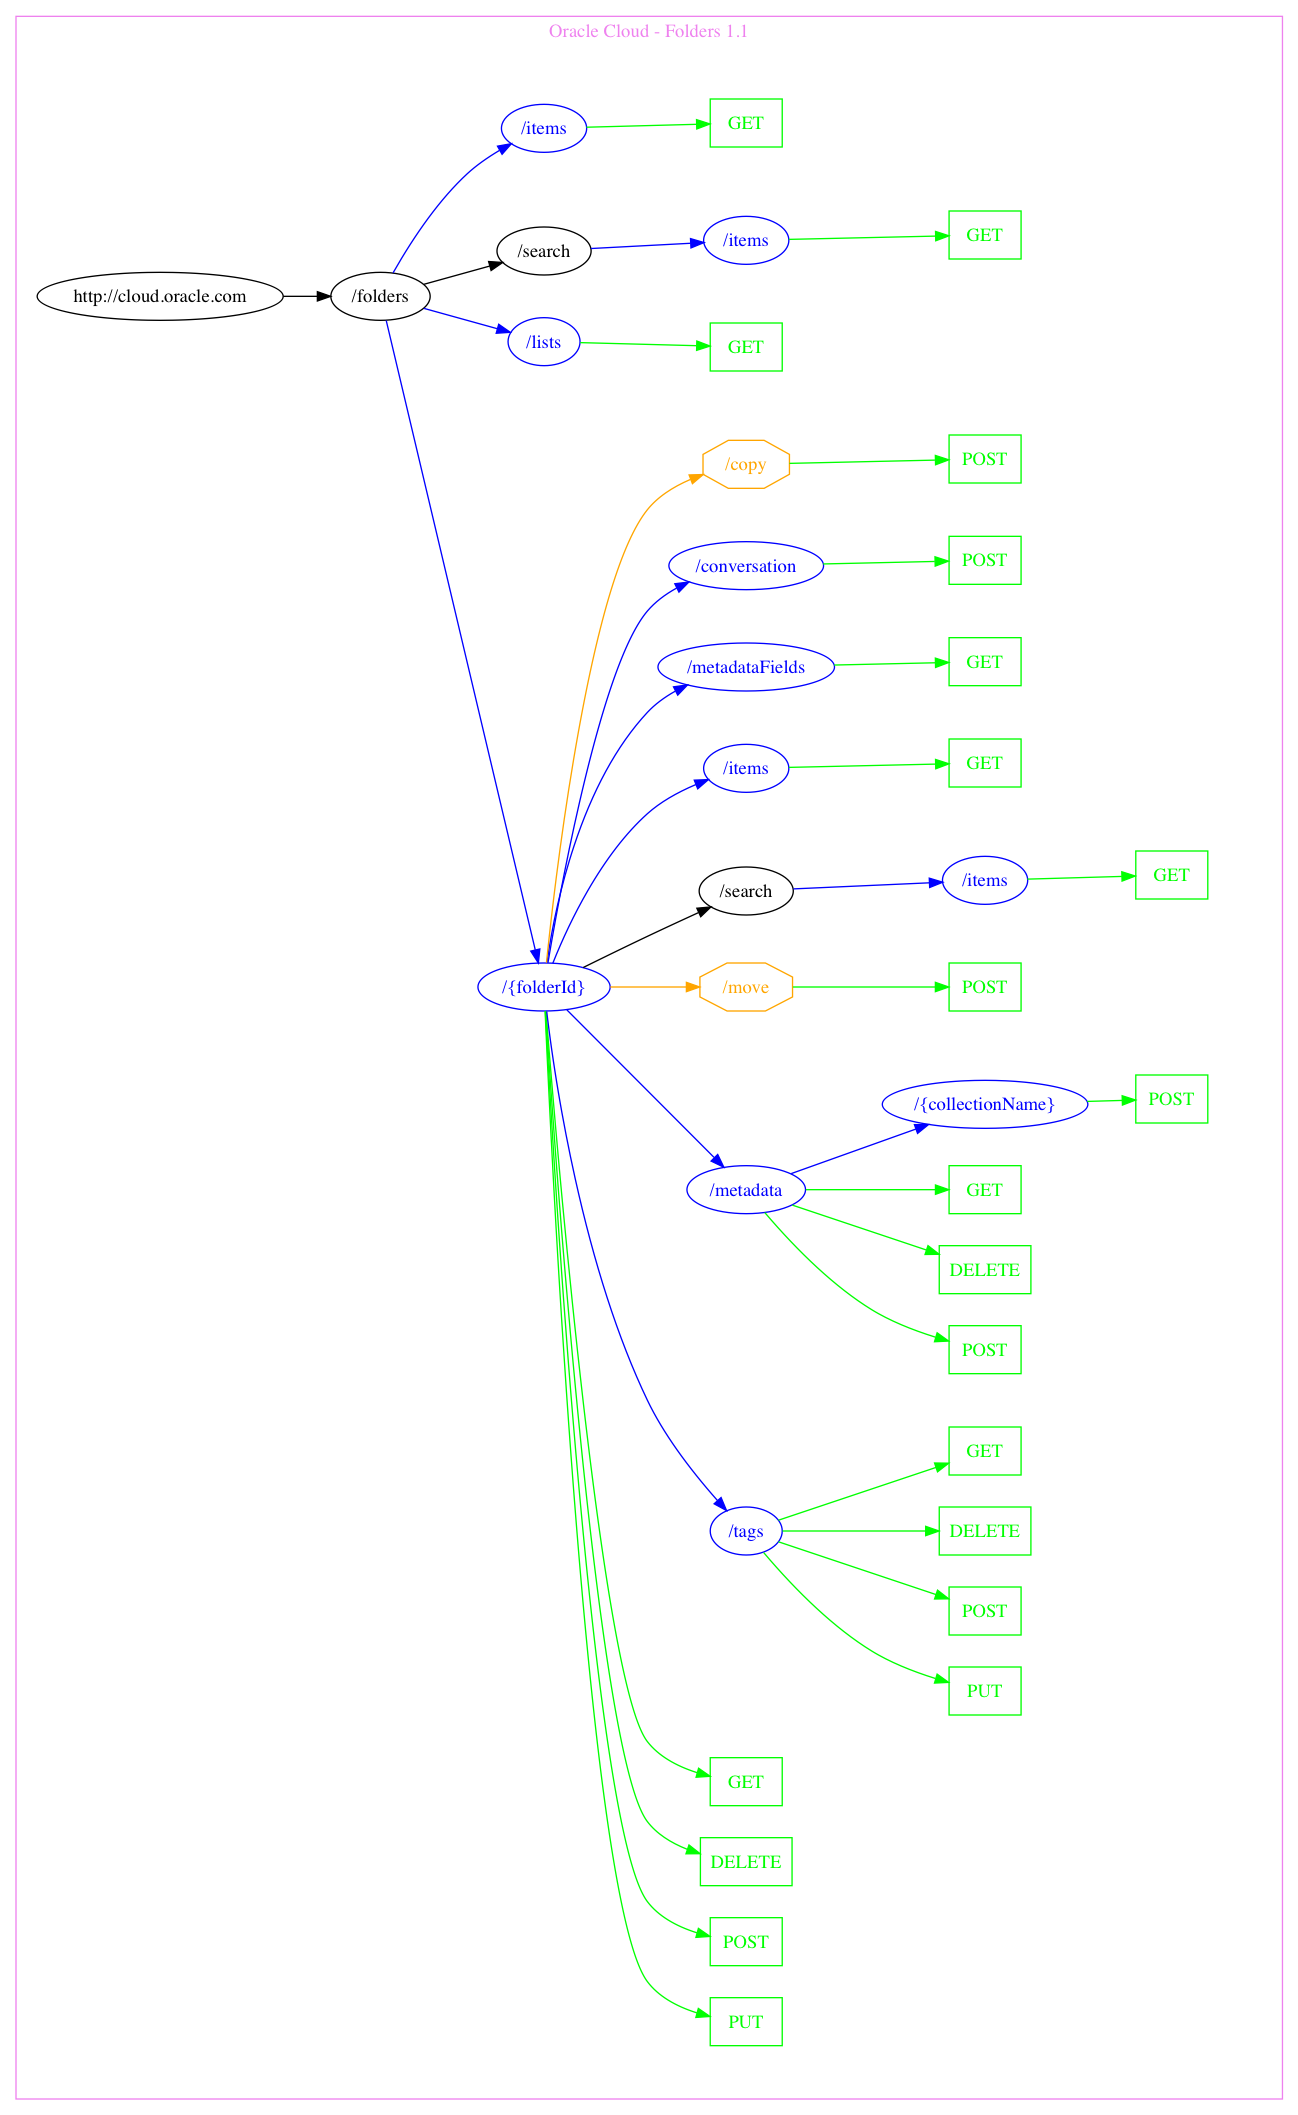 Oracle Cloud - Folders 1.1
/items
GET
/search
/items
GET
http://cloud.oracle.com
/folders
/lists
GET
/copy
POST
/conversation
POST
/metadataFields
GET
/items
GET
/search
/items
GET
/{folderId}
/move
POST
/{collectionName}
POST
/metadata
GET
DELETE
POST
GET
/tags
DELETE
POST
PUT
GET
DELETE
POST
PUT